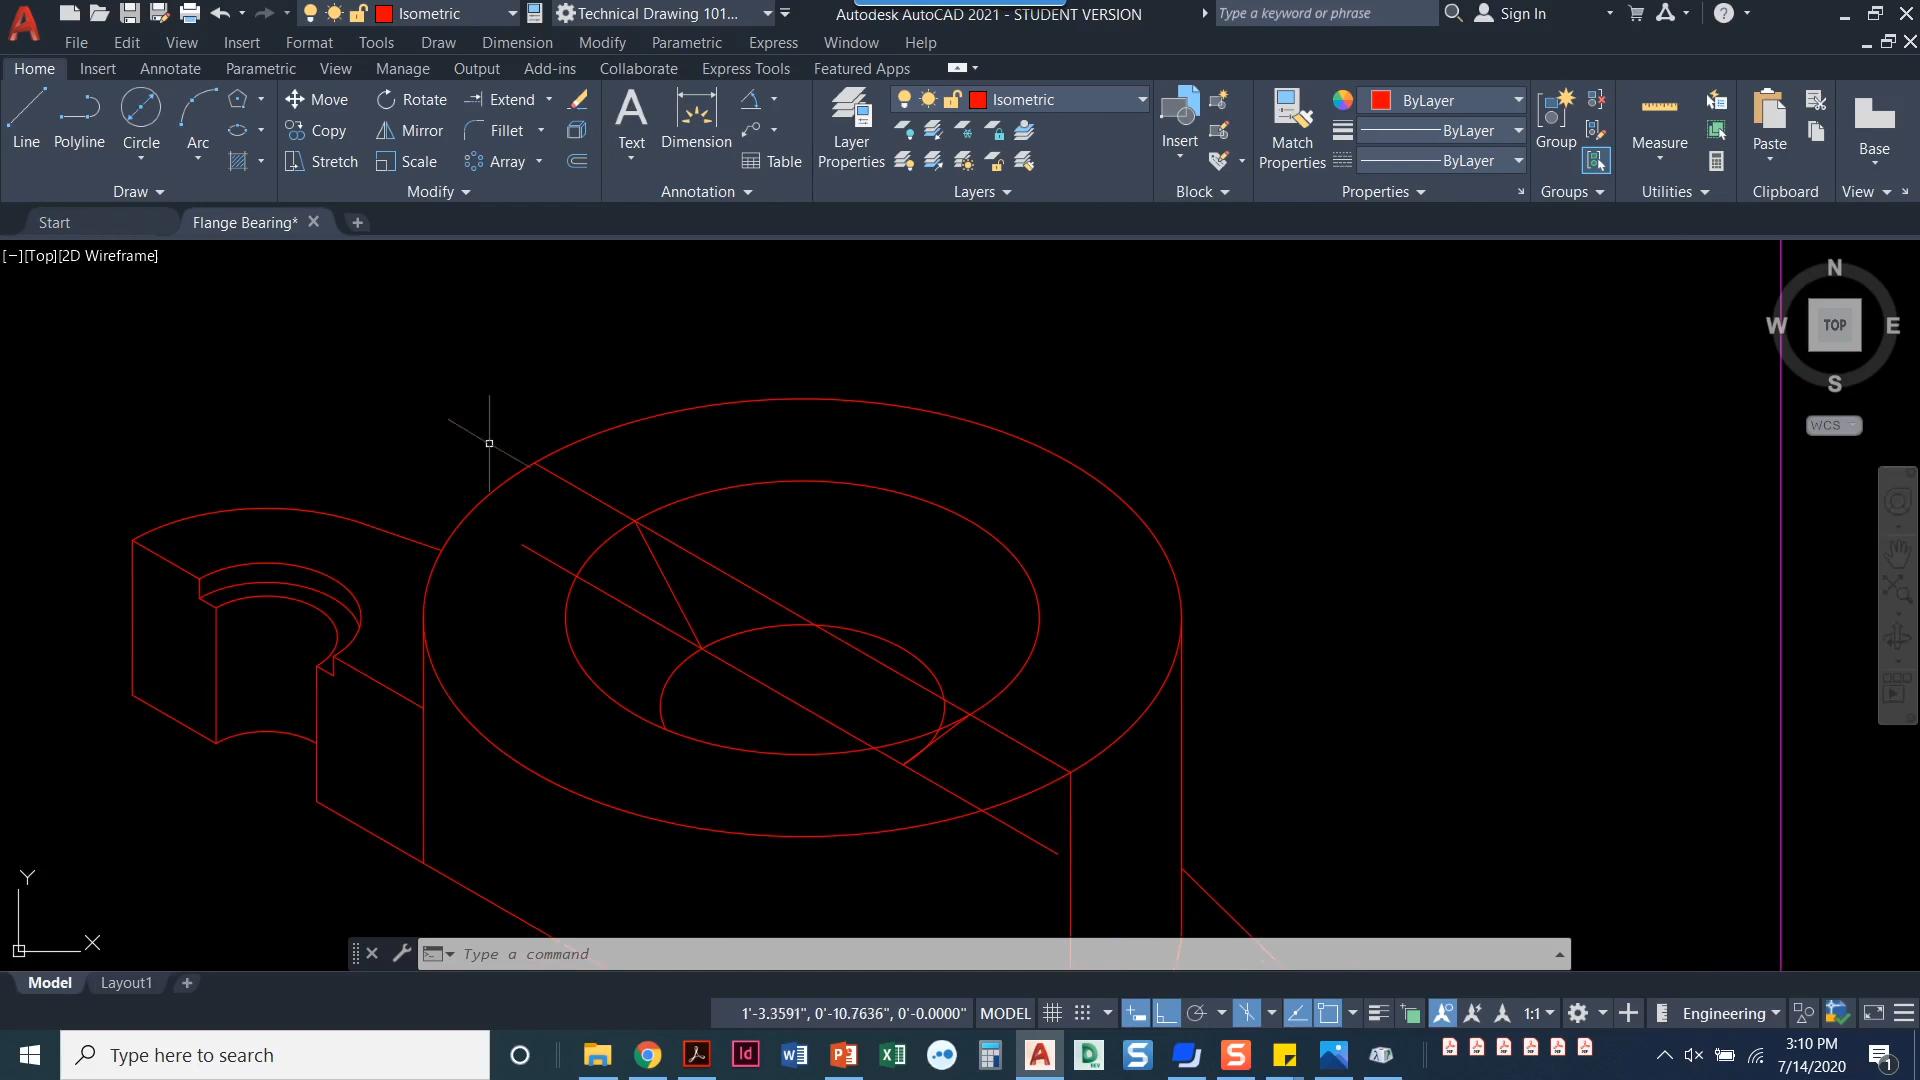 Isometric
Technical Drawing 101...
Autodesk AutoCAD 2021 - STUDENT VERSION
Type a keyword or phrase
Sign In
File Edit View Insert Format Tools Draw Dimension Modify Parametric Express Window Help
Home Insert Annotate Parametric View Manage Output Add-ins Collaborate Express Tools Featured Apps
Line Polyline Circle Arc
Move Rotate Extend
Copy Mirror Fillet
Stretch Scale Array
Text Dimension Table
Layer Properties
Isometric
Insert
Match Properties
ByLayer
ByLayer
ByLayer
Group
Measure
Paste
Base
Draw Modify Annotation Layers Block Properties Groups Utilities Clipboard View
Start Flange Bearing*
[−][Top][2D Wireframe]
N
W TOP E
S
WCS
Y
X
Type a command
Model Layout1
1'-3.3591", 0'-10.7636", 0'-0.0000" MODEL 1:1 Engineering
Type here to search
3:10 PM
7/14/2020
1